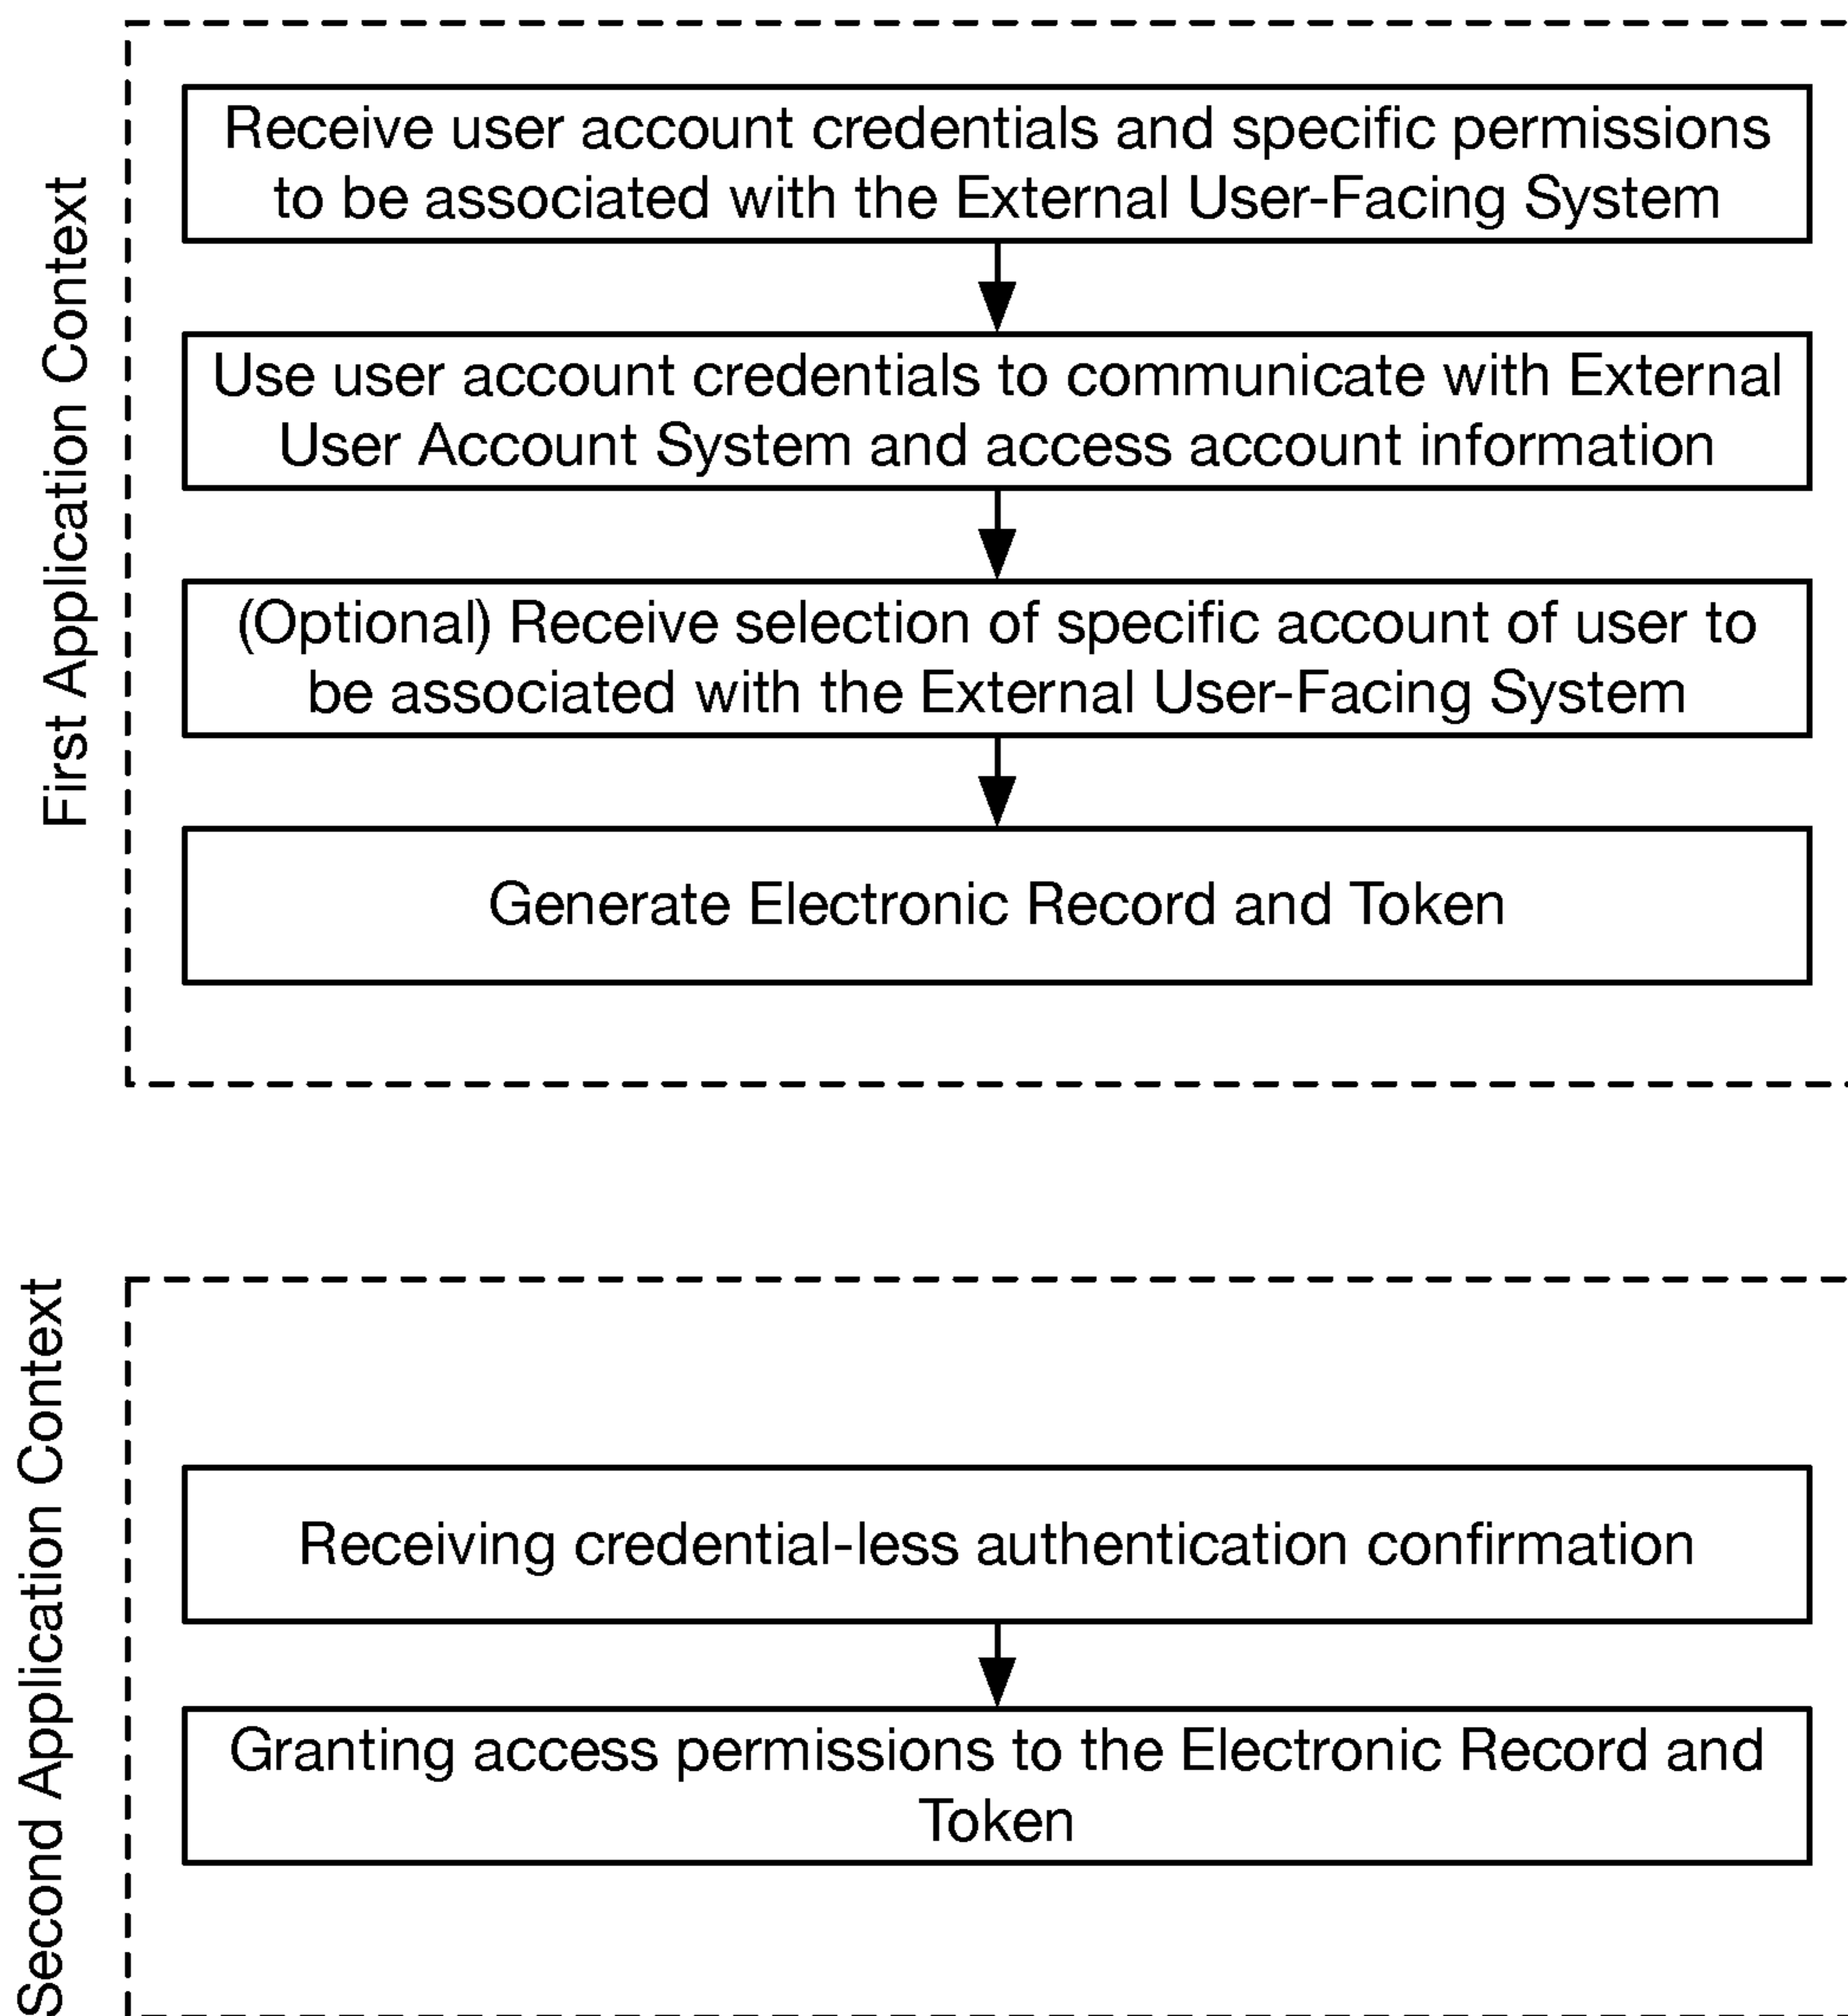 First Application Context
Receive user account credentials and specific permissions
to be associated with the External User-Facing System
Use user account credentials to communicate with External
User Account System and access account information
(Optional) Receive selection of specific account of user to
be associated with the External User-Facing System
Generate Electronic Record and Token
Second Application Context
Receiving credential-less authentication confirmation
Granting access permissions to the Electronic Record and
Token